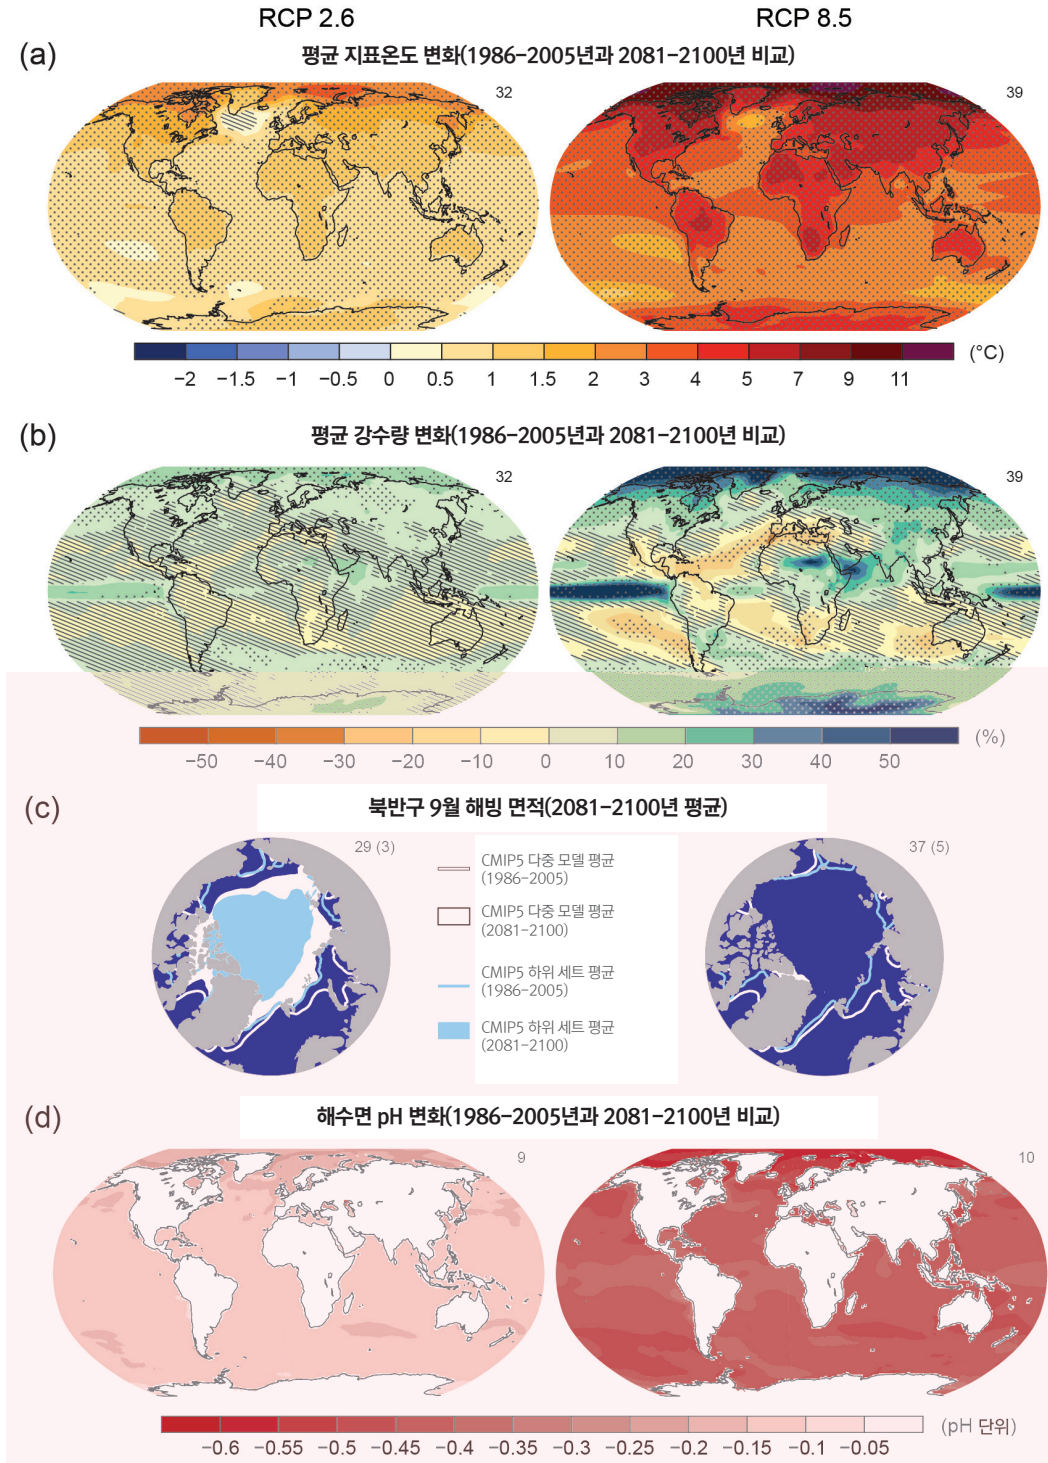 RCP 2.6 RCP 8.5
(a) 평균 지표온도 변화(1986−2005년과 2081−2100년 비교)
32 39
−2 −1.5 −1 −0.5 0 0.5 1 1.5 2 3 4 5 7 9 11 (°C)
(b) 평균 강수량 변화(1986−2005년과 2081−2100년 비교)
32 39
−50 −40 −30 −20 −10 0 10 20 30 40 50 (%)
(c) 북반구 9월 해빙 면적(2081−2100년 평균)
29 (3) 37 (5)
CMIP5 다중 모델 평균
(1986−2005)
CMIP5 다중 모델 평균
(2081−2100)
CMIP5 하위 세트 평균
(1986−2005)
CMIP5 하위 세트 평균
(2081−2100)
(d) 해수면 pH 변화(1986−2005년과 2081−2100년 비교)
9 10
−0.6 −0.55 −0.5 −0.45 −0.4 −0.35 −0.3 −0.25 −0.2 −0.15 −0.1 −0.05 (pH 단위)